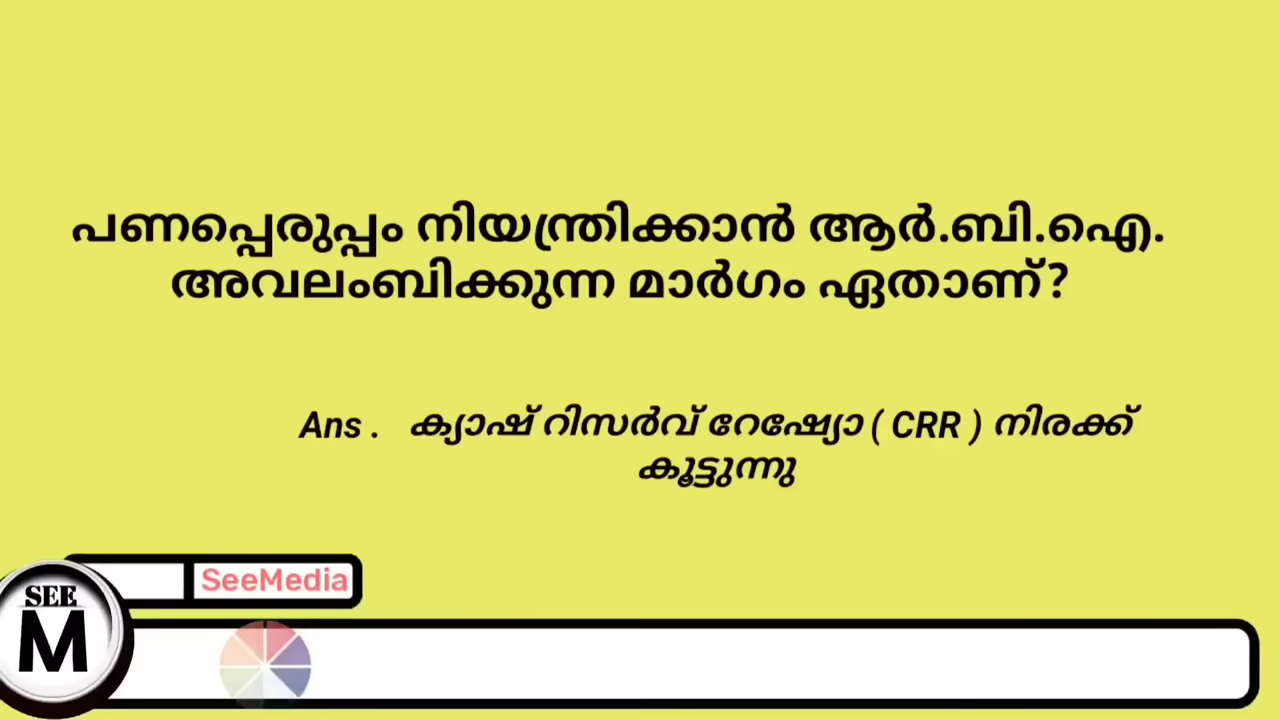 പണപ്പെരുപ്പം നിയന്ത്രിക്കാൻ ആർ.ബി.ഐ.
അവലംബിക്കുന്ന മാർഗം ഏതാണ്?
Ans . ക്യാഷ് റിസർവ് റേഷ്യോ ( CRR ) നിരക്ക്
കൂട്ടുന്നു
SeeMedia
SEE
M